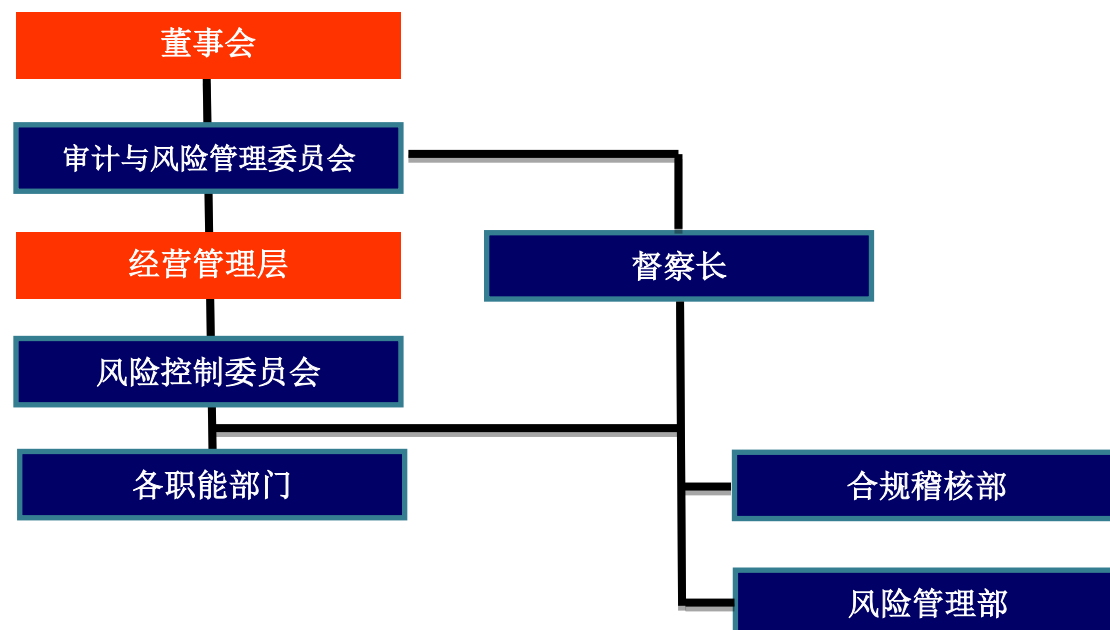 董事会
审计与风险管理委员会
经营管理层
督察长
风险控制委员会
各职能部门
合规稽核部
风险管理部